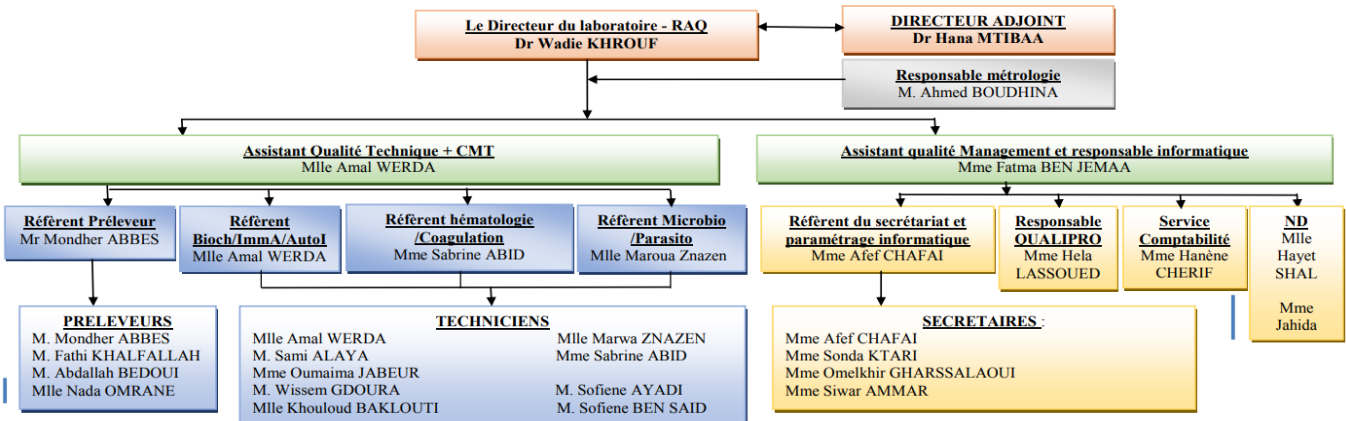 Le Directeur du laboratoire - RAQ
Dr Wadie KHROUF
DIRECTEUR ADJOINT
Dr Hana MTIBAA
Responsable métrologie
M. Ahmed BOUDHINA
Assistant Qualité Technique + CMT
Mlle Amal WERDA
Assistant qualité Management et responsable informatique
Mme Fatma BEN JEMAA
Réfèrent Préleveur
Mr Mondher ABBES
Réfèrent
Bioch/ImmA/AutoI
Mlle Amal WERDA
Réfèrent hématologie
/Coagulation
Mme Sabrine ABID
Réfèrent Microbio
/Parasito
Mlle Maroua Znazen
Réfèrent du secrétariat et
paramétrage informatique
Mme Afef CHAFAI
Responsable
QUALIPRO
Mme Hela
LASSOUED
Service
Comptabilité
Mme Hanène
CHERIF
ND
Mlle
Hayet
SHAL
Mme
Jahida
PRELEVEURS
M. Mondher ABBES
M. Fathi KHALFALLAH
M. Abdallah BEDOUI
Mlle Nada OMRANE
TECHNICIENS
Mlle Amal WERDA
M. Sami ALAYA
Mme Oumaima JABEUR
M. Wissem GDOURA
Mlle Khouloud BAKLOUTI
Mlle Marwa ZNAZEN
Mme Sabrine ABID
M. Sofiene AYADI
M. Sofiene BEN SAID
SECRETAIRES :
Mme Afef CHAFAI
Mme Sonda KTARI
Mme Omelkhir GHARSSALAOUI
Mme Siwar AMMAR